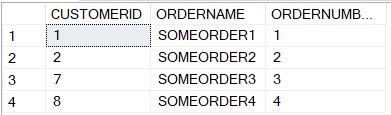 CUSTOMERID ORDERNAME ORDERNUMB...
1 1 SOMEORDER1 1
2 2 SOMEORDER2 2
3 7 SOMEORDER3 3
4 8 SOMEORDER4 4